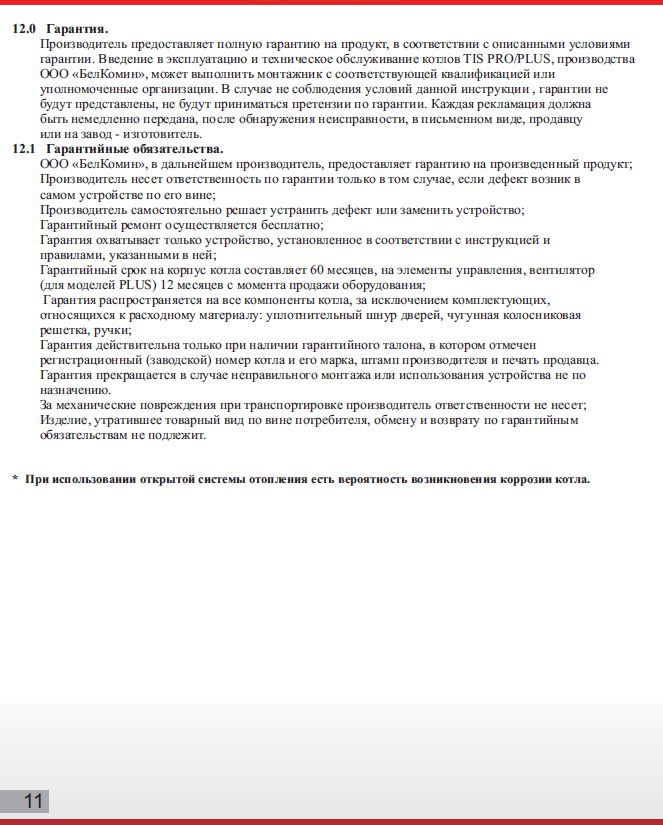 12.0 Гарантия.
Производитель предоставляет полную гарантию на продукт, в соответствии с описанными условиями
гарантии. Введение в эксплуатацию и техническое обслуживание котлов TIS PRO/PLUS, производства
ООО «БелКомин», может выполнить монтажник с соответствующей квалификацией или
уполномоченные организации. В случае не соблюдения условий данной инструкции , гарантии не
будут представлены, не будут приниматься претензии по гарантии. Каждая рекламация должна
быть немедленно передана, после обнаружения неисправности, в письменном виде, продавцу
или на завод - изготовитель.
12.1 Гарантийные обязательства.
ООО «БелКомин», в дальнейшем производитель, предоставляет гарантию на произведенный продукт;
Производитель несет ответственность по гарантии только в том случае, если дефект возник в
самом устройстве по его вине;
Производитель самостоятельно решает устранить дефект или заменить устройство;
Гарантийный ремонт осуществляется бесплатно;
Гарантия охватывает только устройство, установленное в соответствии с инструкцией и
правилами, указанными в ней;
Гарантийный срок на корпус котла составляет 60 месяцев, на элементы управления, вентилятор
(для моделей PLUS) 12 месяцев с момента продажи оборудования;
Гарантия распространяется на все компоненты котла, за исключением комплектующих,
относящихся к расходному материалу: уплотнительный шнур дверей, чугунная колосниковая
решетка, ручки;
Гарантия действительна только при наличии гарантийного талона, в котором отмечен
регистрационный (заводской) номер котла и его марка, штамп производителя и печать продавца.
Гарантия прекращается в случае неправильного монтажа или использования устройства не по
назначению.
За механические повреждения при транспортировке производитель ответственности не несет;
Изделие, утратившее товарный вид по вине потребителя, обмену и возврату по гарантийным
обязательствам не подлежит.
* При использовании открытой системы отопления есть вероятность возникновения коррозии котла.
11